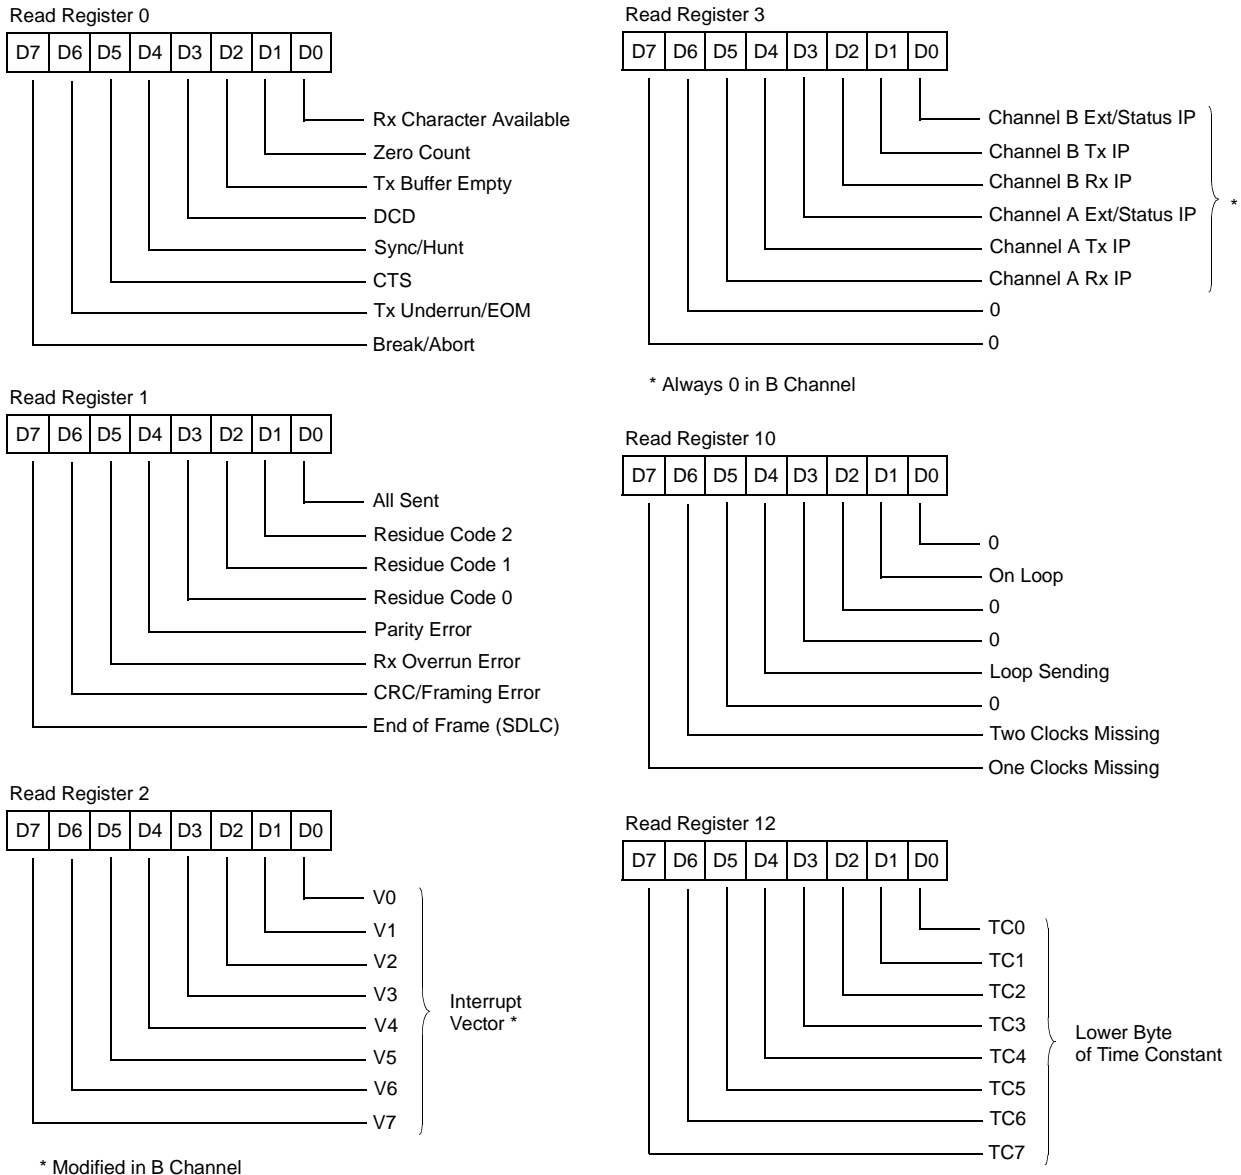 Read Register 0
D7 D6 D5 D4 D3 D2 D1 D0
Rx Character Available
Zero Count
Tx Buffer Empty
DCD
Sync/Hunt
CTS
Tx Underrun/EOM
Break/Abort
Read Register 1
D7 D6 D5 D4 D3 D2 D1 D0
All Sent
Residue Code 2
Residue Code 1
Residue Code 0
Parity Error
Rx Overrun Error
CRC/Framing Error
End of Frame (SDLC)
Read Register 2
D7 D6 D5 D4 D3 D2 D1 D0
V0
V1
V2
V3
V4
V5
V6
V7
Interrupt
Vector *
* Modified in B Channel
Read Register 3
D7 D6 D5 D4 D3 D2 D1 D0
Channel B Ext/Status IP
Channel B Tx IP
Channel B Rx IP
Channel A Ext/Status IP
Channel A Tx IP
Channel A Rx IP
0
0
*
* Always 0 in B Channel
Read Register 10
D7 D6 D5 D4 D3 D2 D1 D0
0
On Loop
0
0
Loop Sending
0
Two Clocks Missing
One Clocks Missing
Read Register 12
D7 D6 D5 D4 D3 D2 D1 D0
TC0
TC1
TC2
TC3
TC4
TC5
TC6
TC7
Lower Byte
of Time Constant